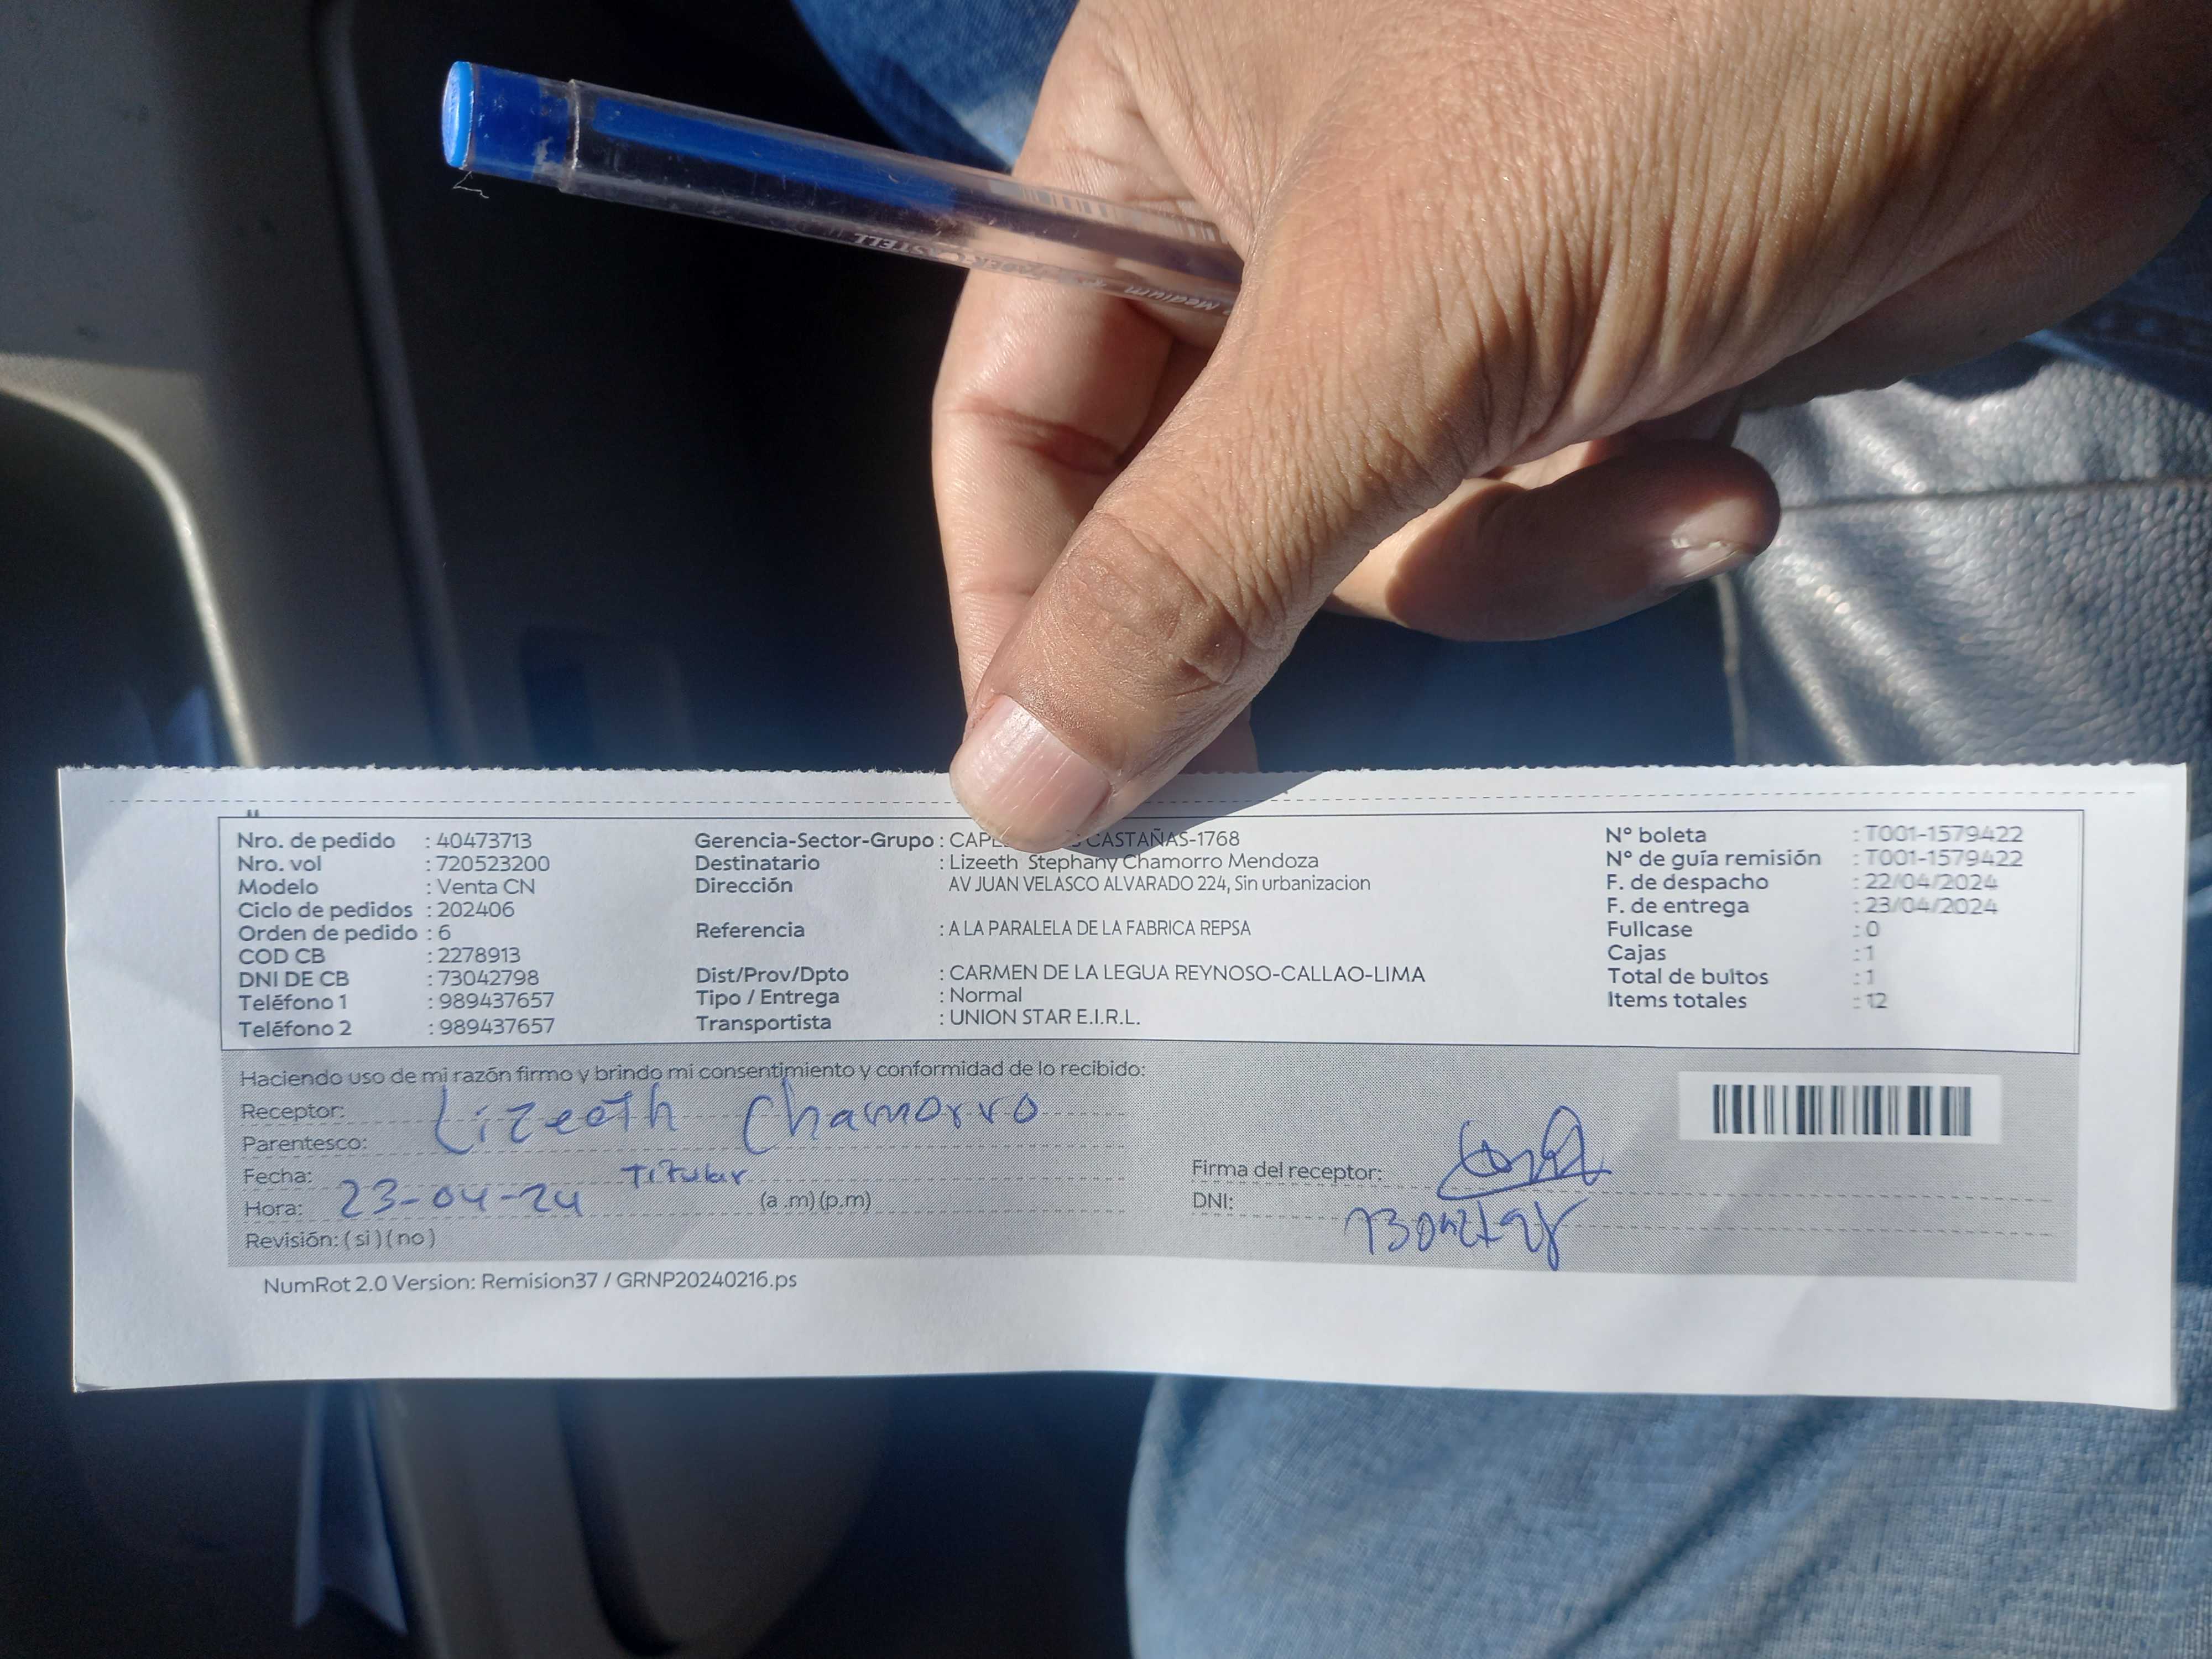 Medium
Nro. de pedido : 40473713
Nro. vol : 720523200
Modelo : Venta CN
Ciclo de pedidos : 202406
Orden de pedido : 6
COD CB : 2278913
DNI DE CB : 73042798
Teléfono 1 : 989437657
Teléfono 2 : 989437657
Gerencia-Sector-Grupo : CASTAÑAS-1768
Destinatario : Lizeeth Stephany Chamorro Mendoza
Dirección AV JUAN VELASCO ALVARADO 224, Sin urbanizacion
Referencia : A LA PARALELA DE LA FABRICA REPSA
Dist/Prov/Dpto : CARMEN DE LA LEGUA REYNOSO-CALLAO-LIMA
Tipo / Entrega : Normal
Transportista : UNION STAR E.I.R.L.
N° boleta : T001-1579422
N° de guía remisión : T001-1579422
F. de despacho : 22/04/2024
F. de entrega : 23/04/2024
Fullcase : 0
Cajas : 1
Total de bultos : 1
Items totales : 12
Haciendo uso de mi razón firmo y brindo mi consentimiento y conformidad de lo recibido:
Receptor: Lizeeth Chamorro
Parentesco:
Fecha: Titular
Hora: 23-04-24 (a .m) (p.m)
Revisión: ( si ) ( no )
Firma del receptor:
DNI:
NumRot 2.0 Version: Remision37 / GRNP20240216.ps